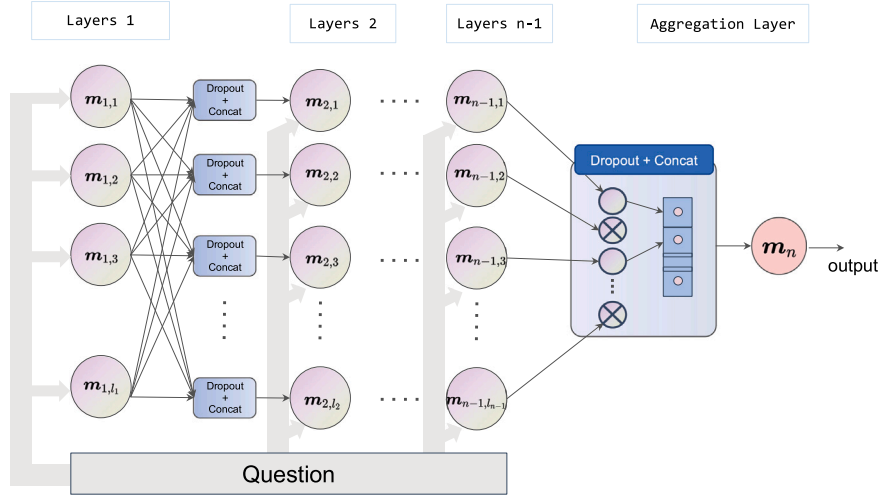 Layers 1
Layers 2
Layers n-1
Aggregation Layer
m1,1
Dropout
+
Concat
m2,1
mn−1,1
m1,2
Dropout
+
Concat
m2,2
mn−1,2
Dropout + Concat
m1,3
Dropout
+
Concat
m2,3
mn−1,3
mn
output
m1,l1
Dropout
+
Concat
m2,l2
mn−1,ln−1
Question